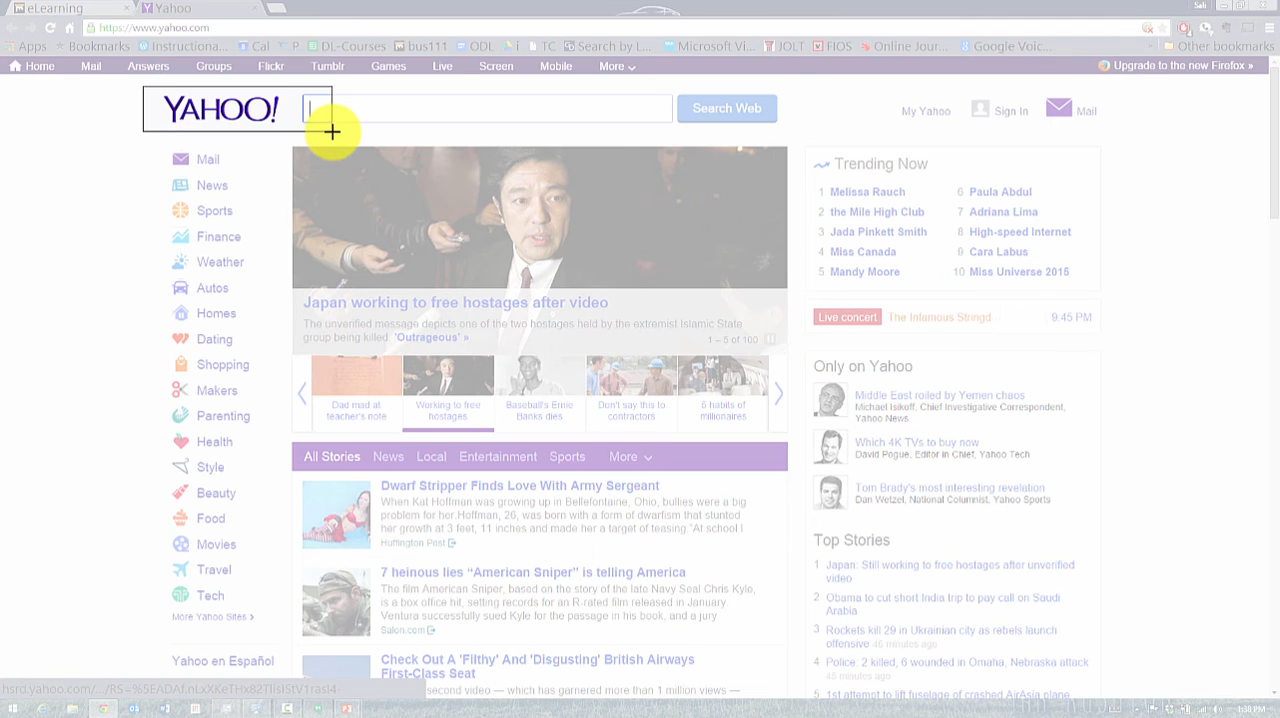 eLearning
Yahoo
Sali
https://www.yahoo.com
Apps Bookmarks Instructiona... Cal P DL-Courses bus111 ODL i TC Search by L... Microsoft Vi... JOLT FIOS Online Jour... Google Voic... Other bookmarks
Home Mail Answers Groups Flickr Tumblr Games Live Screen Mobile More Upgrade to the new Firefox »
YAHOO!
Search Web
My Yahoo Sign In Mail
Mail
News
Sports
Finance
Weather
Autos
Homes
Dating
Shopping
Makers
Parenting
Health
Style
Beauty
Food
Movies
Travel
Tech
More Yahoo Sites >
Yahoo en Español
Japan working to free hostages after video
The unverified message depicts one of the two hostages held by the extremist Islamic State
group being killed. 'Outrageous' »
1 – 5 of 100
Dad mad at
teacher's note
Working to free
hostages
Baseball's Ernie
Banks dies
Don't say this to
contractors
5 habits of
millionaires
All Stories News Local Entertainment Sports More
Dwarf Stripper Finds Love With Army Sergeant
When Kat Hoffman was growing up in Bellefontaine, Ohio, bullies were a big
problem for her.Hoffman, 26, was born with a form of dwarfism that stunted
her growth at 3 feet, 11 inches and made her a target of teasing."At school I
Huffington Post
7 heinous lies “American Sniper” is telling America
The film American Sniper, based on the story of the late Navy Seal Chris Kyle,
is a box office hit, setting records for an R-rated film released in January
Ventura successfully sued Kyle for the passage in his book, and a jury
Salon.com
Check Out A 'Filthy' And 'Disgusting' British Airways
First-Class Seat
second video — which has garnered more than 1 million views —
Trending Now
1 Melissa Rauch
2 the Mile High Club
3 Jada Pinkett Smith
4 Miss Canada
5 Mandy Moore
6 Paula Abdul
7 Adriana Lima
8 High-speed Internet
9 Cara Labus
10 Miss Universe 2015
Live concert The Infamous Stringd 9:45 PM
Only on Yahoo
Middle East roiled by Yemen chaos
Michael Isikoff, Chief Investigative Correspondent,
Yahoo News
Which 4K TVs to buy now
David Pogue, Editor in Chief, Yahoo Tech
Tom Brady's most interesting revelation
Dan Wetzel, National Columnist, Yahoo Sports
Top Stories
1 Japan: Still working to free hostages after unverified
video
2 Obama to cut short India trip to pay call on Saudi
Arabia
3 Rockets kill 29 in Ukrainian city as rebels launch
offensive 46 minutes ago
4 Police: 2 killed, 6 wounded in Omaha, Nebraska attack
45 minutes ago
5 1st attempt to lift fuselage of crashed AirAsia plane
1:38 PM